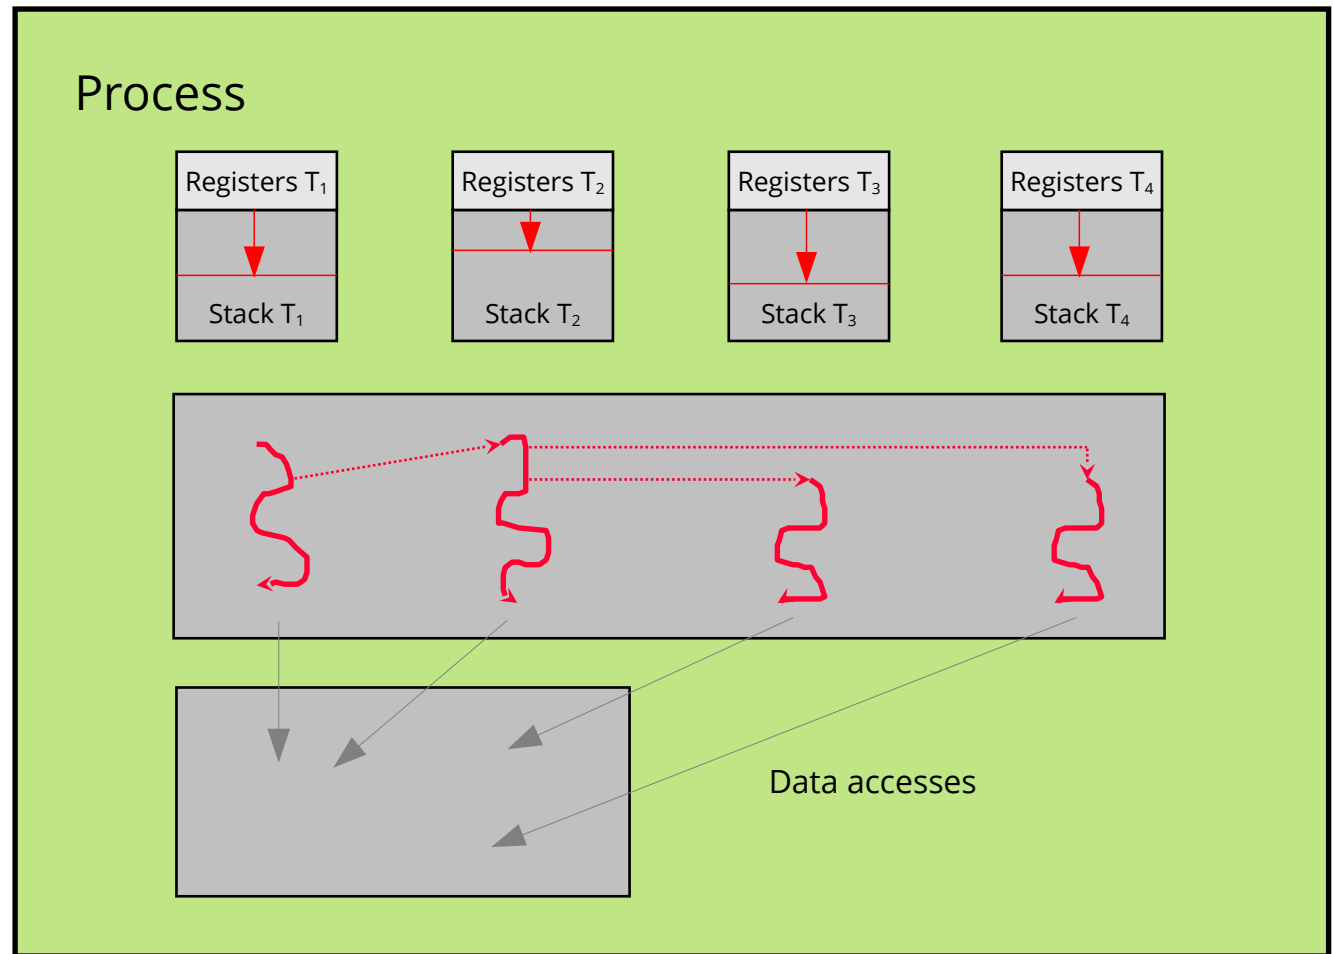 Process
Registers T₁
Registers T₂
Registers T₃
Registers T₄
Stack T₁
Stack T₂
Stack T₃
Stack T₄
Data accesses